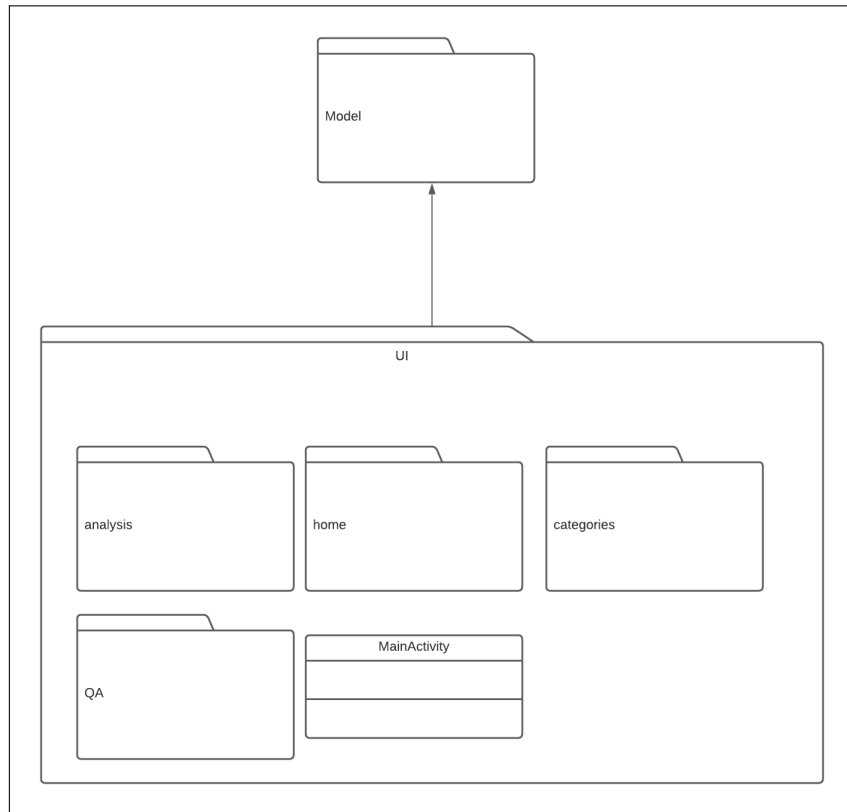 Model
UI
analysis
home
categories
QA
MainActivity